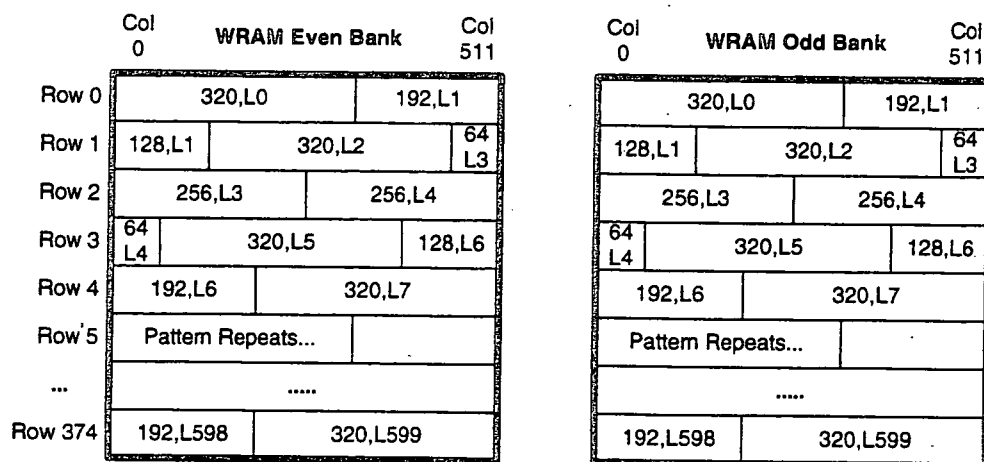 Col 0 WRAM Even Bank Col 511
Row 0 320,L0 192,L1
Row 1 128,L1 320,L2 64 L3
Row 2 256,L3 256,L4
Row 3 64 L4 320,L5 128,L6
Row 4 192,L6 320,L7
Row 5 Pattern Repeats...
... .....
Row 374 192,L598 320,L599
Col 0 WRAM Odd Bank Col 511
320,L0 192,L1
128,L1 320,L2 64 L3
256,L3 256,L4
64 L4 320,L5 128,L6
192,L6 320,L7
Pattern Repeats...
.....
192,L598 320,L599